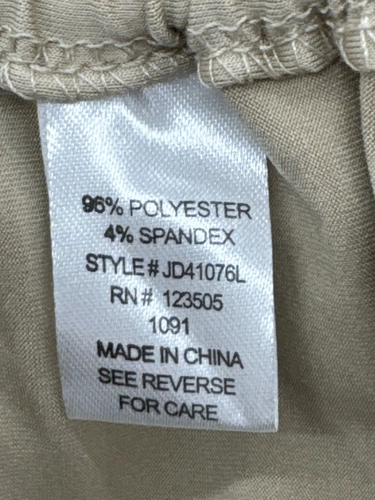 96% POLYESTER
4% SPANDEX
STYLE # JD41076L
RN # 123505
1091
MADE IN CHINA
SEE REVERSE
FOR CARE